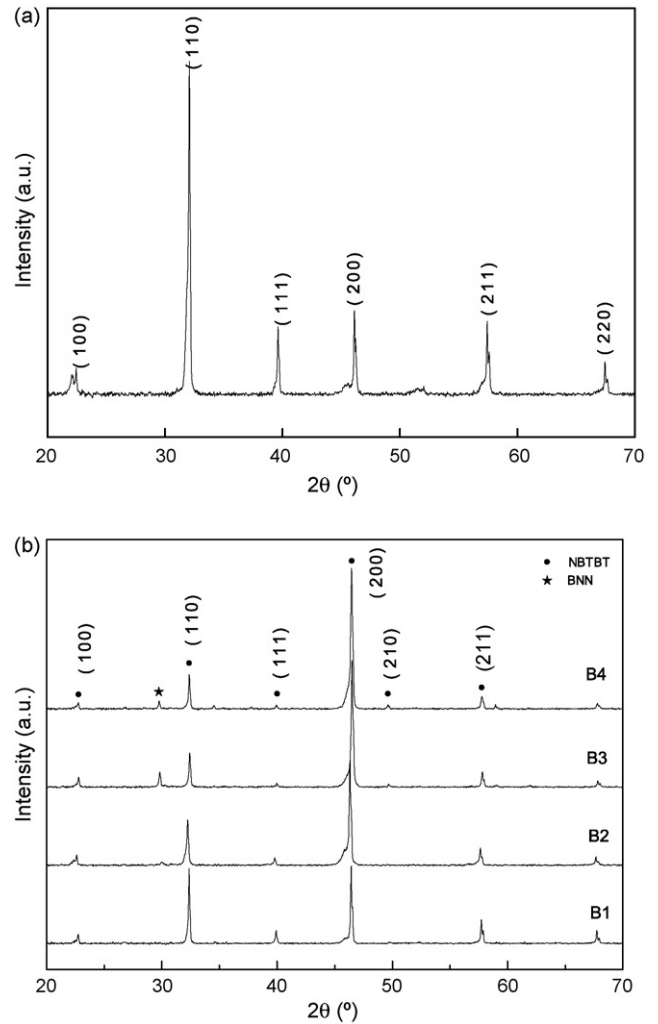 (a)
(110)
(100)
(111)
(200)
(211)
(220)
Intensity (a.u.)
20 30 40 50 60 70
2θ (º)
(b)
● NBTBT
★ BNN
(100)
(110)
(111)
(200)
(210)
(211)
B4
B3
B2
B1
Intensity (a.u.)
20 30 40 50 60 70
2θ (º)